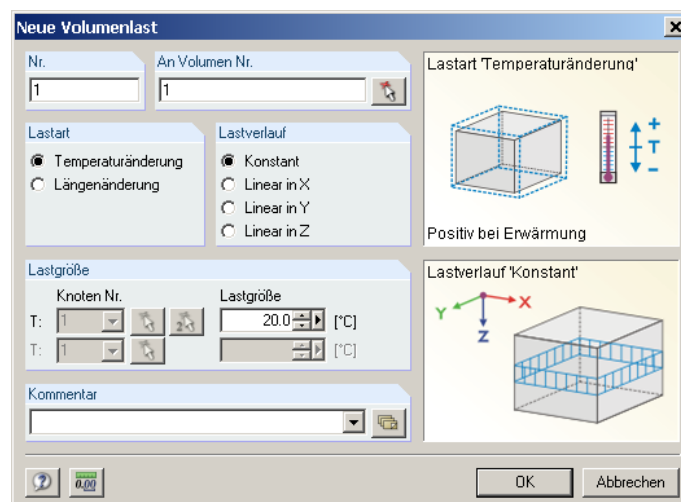 Neue Volumenlast
Nr.
An Volumen Nr.
1
1
Lastart
Lastverlauf
Temperaturänderung
Längenänderung
Konstant
Linear in X
Linear in Y
Linear in Z
Lastgröße
Knoten Nr.
Lastgröße
T: 1 20.0 [°C]
T: 1 [°C]
Kommentar
Lastart 'Temperaturänderung'
+
T
−
Positiv bei Erwärmung
Lastverlauf 'Konstant'
Y X
Z
0.00
OK
Abbrechen